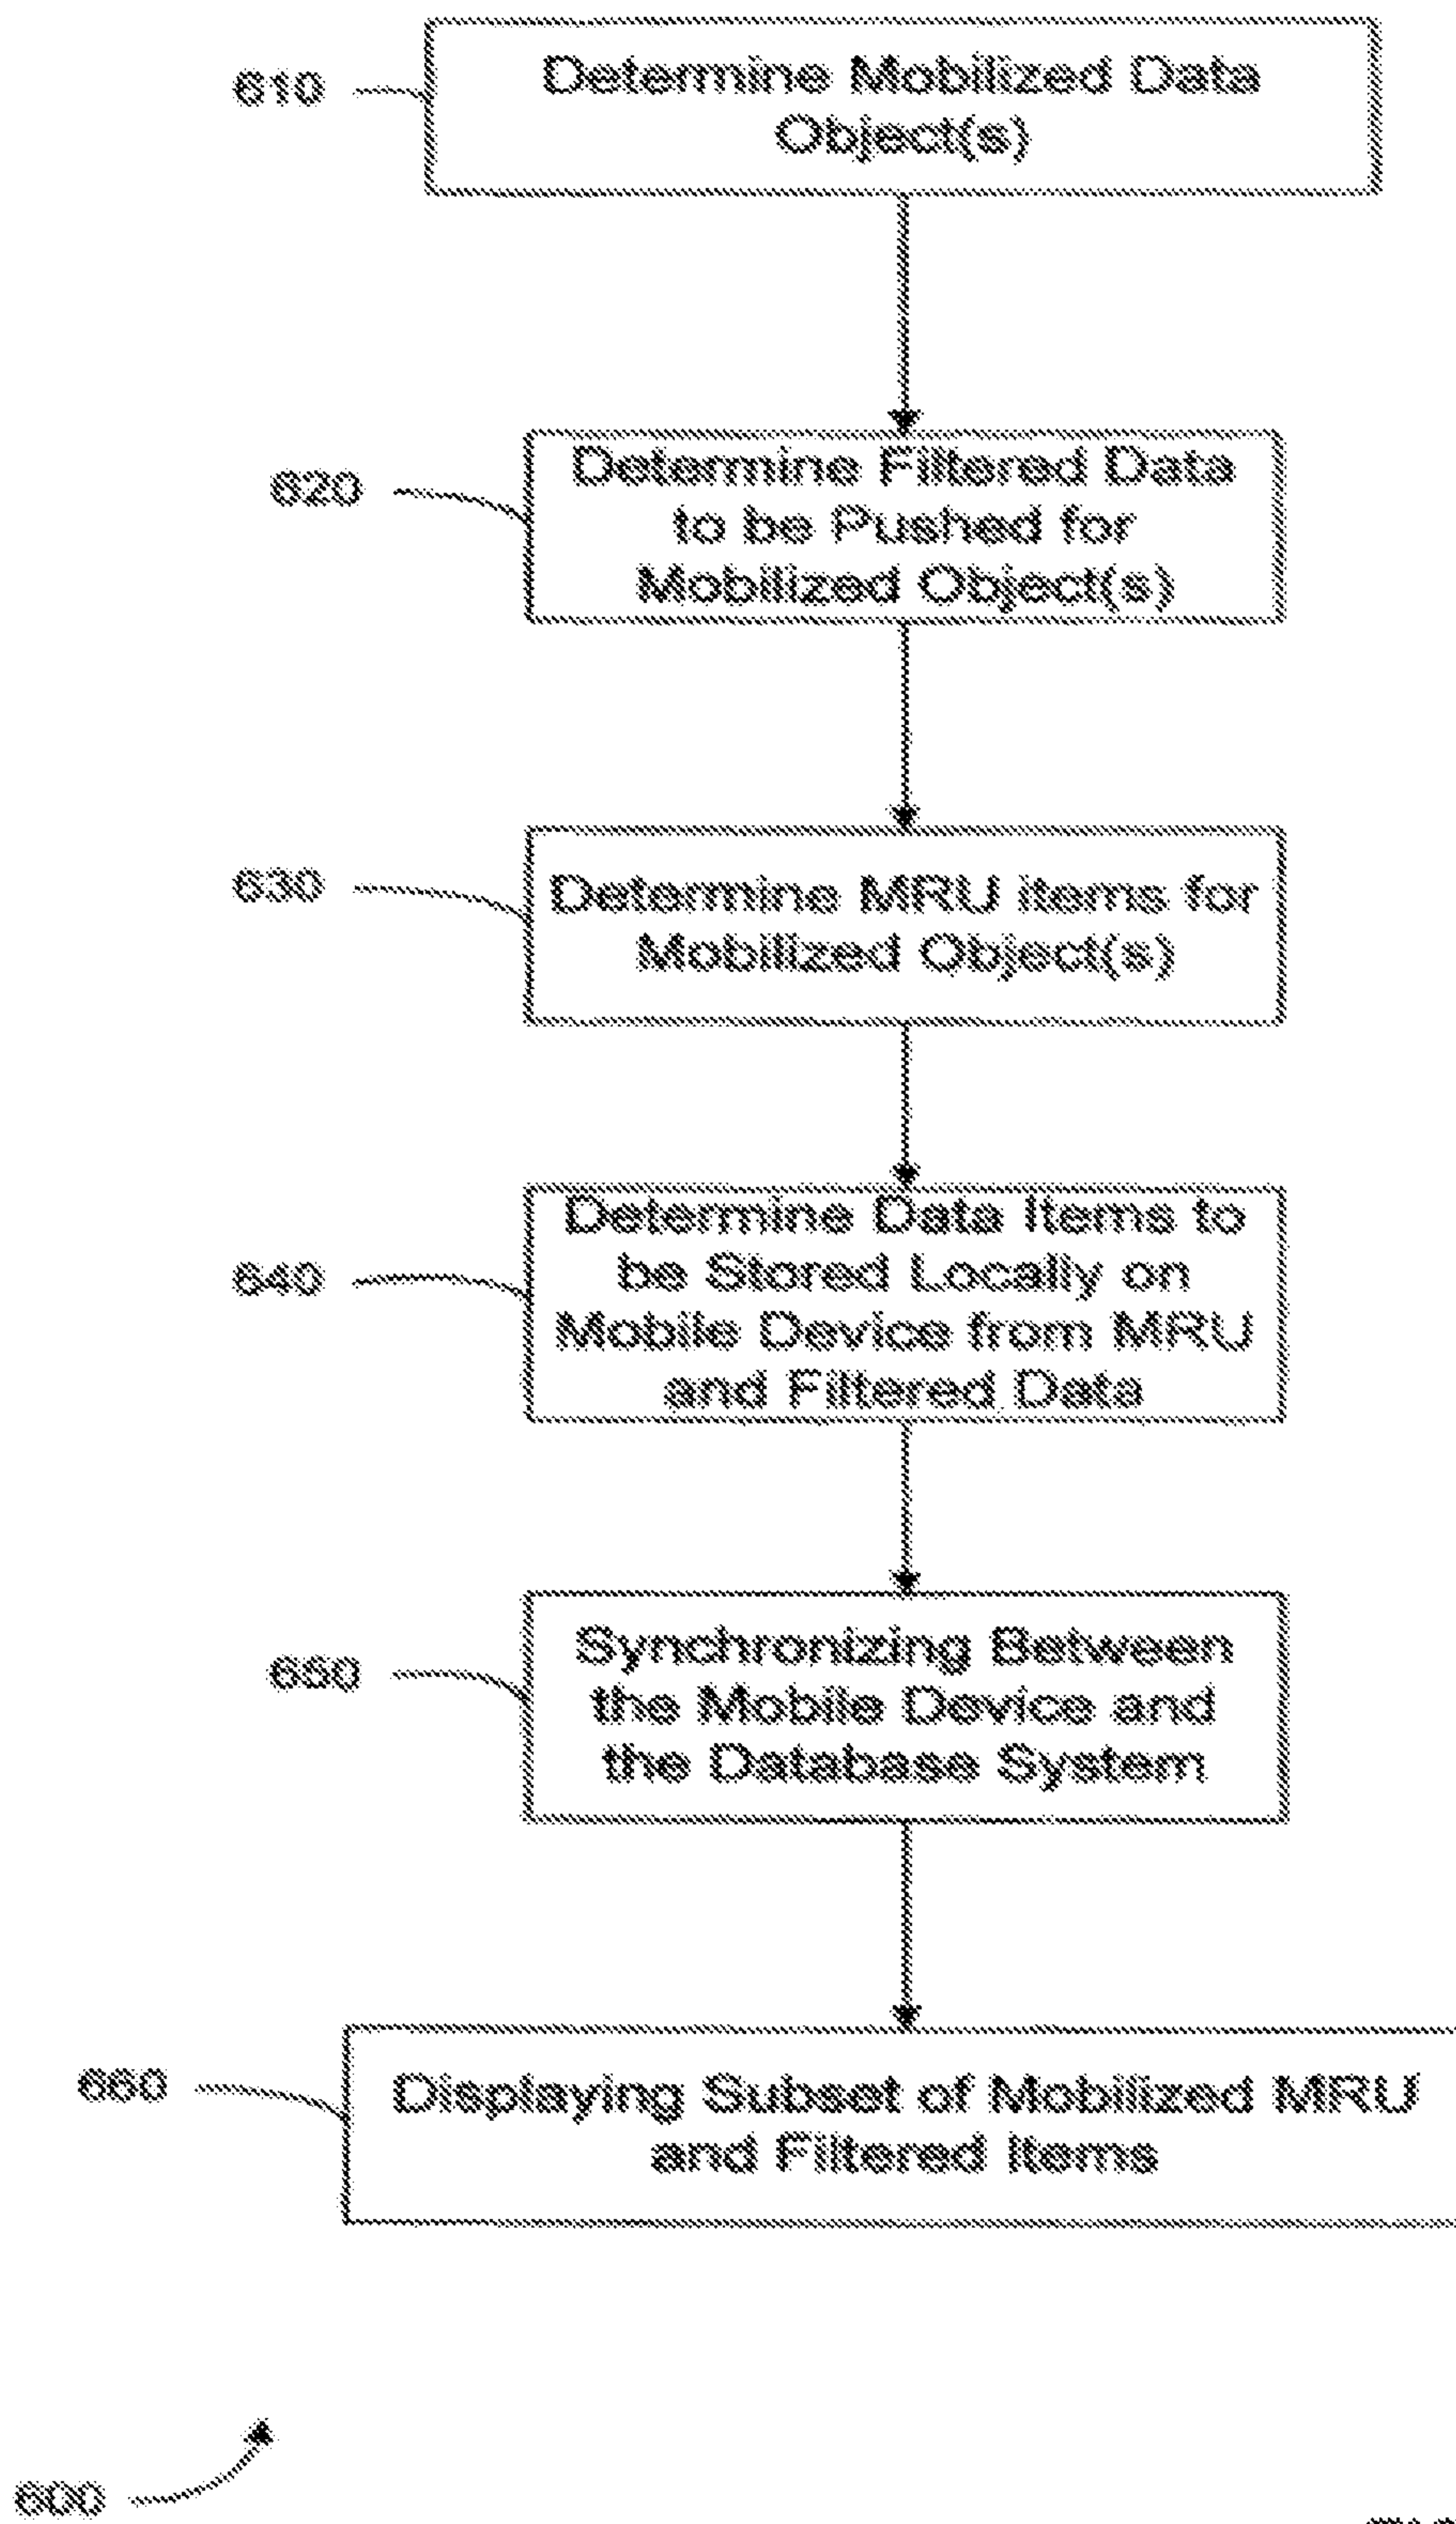 610
Determine Mobilized Data
Object(s)
620
Determine Filtered Data
to be Pushed for
Mobilized Object(s)
630
Determine MRU items for
Mobilized Object(s)
640
Determine Data Items to
be Stored Locally on
Mobile Device from MRU
and Filtered Data
650
Synchronizing Between
the Mobile Device and
the Database System
660
Displaying Subset of Mobilized MRU
and Filtered Items
600